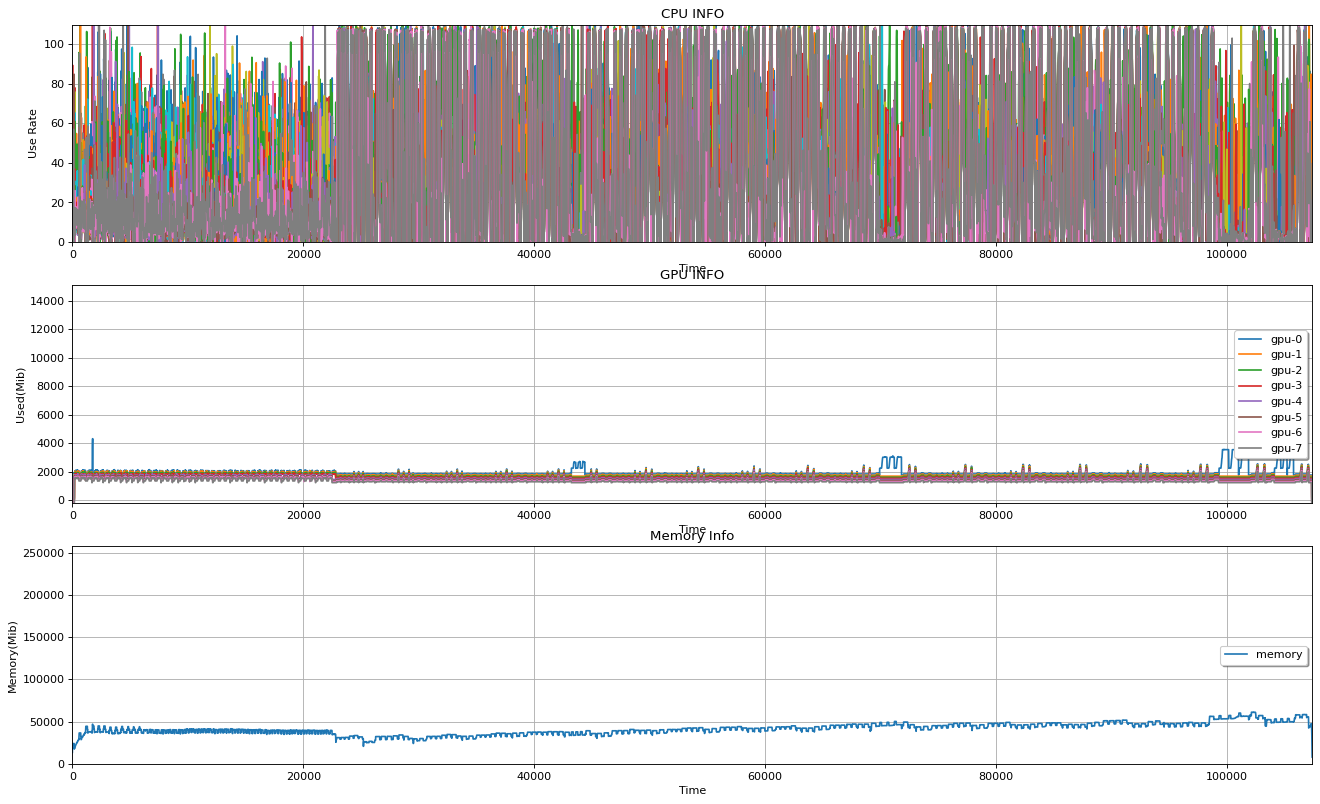 CPU INFO
100
80
60
40
20
0
Use Rate
0 20000 40000 60000 80000 100000
Time
GPU INFO
14000
12000
10000
8000
6000
4000
2000
0
Used(Mib)
gpu-0
gpu-1
gpu-2
gpu-3
gpu-4
gpu-5
gpu-6
gpu-7
0 20000 40000 60000 80000 100000
Time
Memory Info
250000
200000
150000
100000
50000
0
Memory(Mib)
memory
0 20000 40000 60000 80000 100000
Time